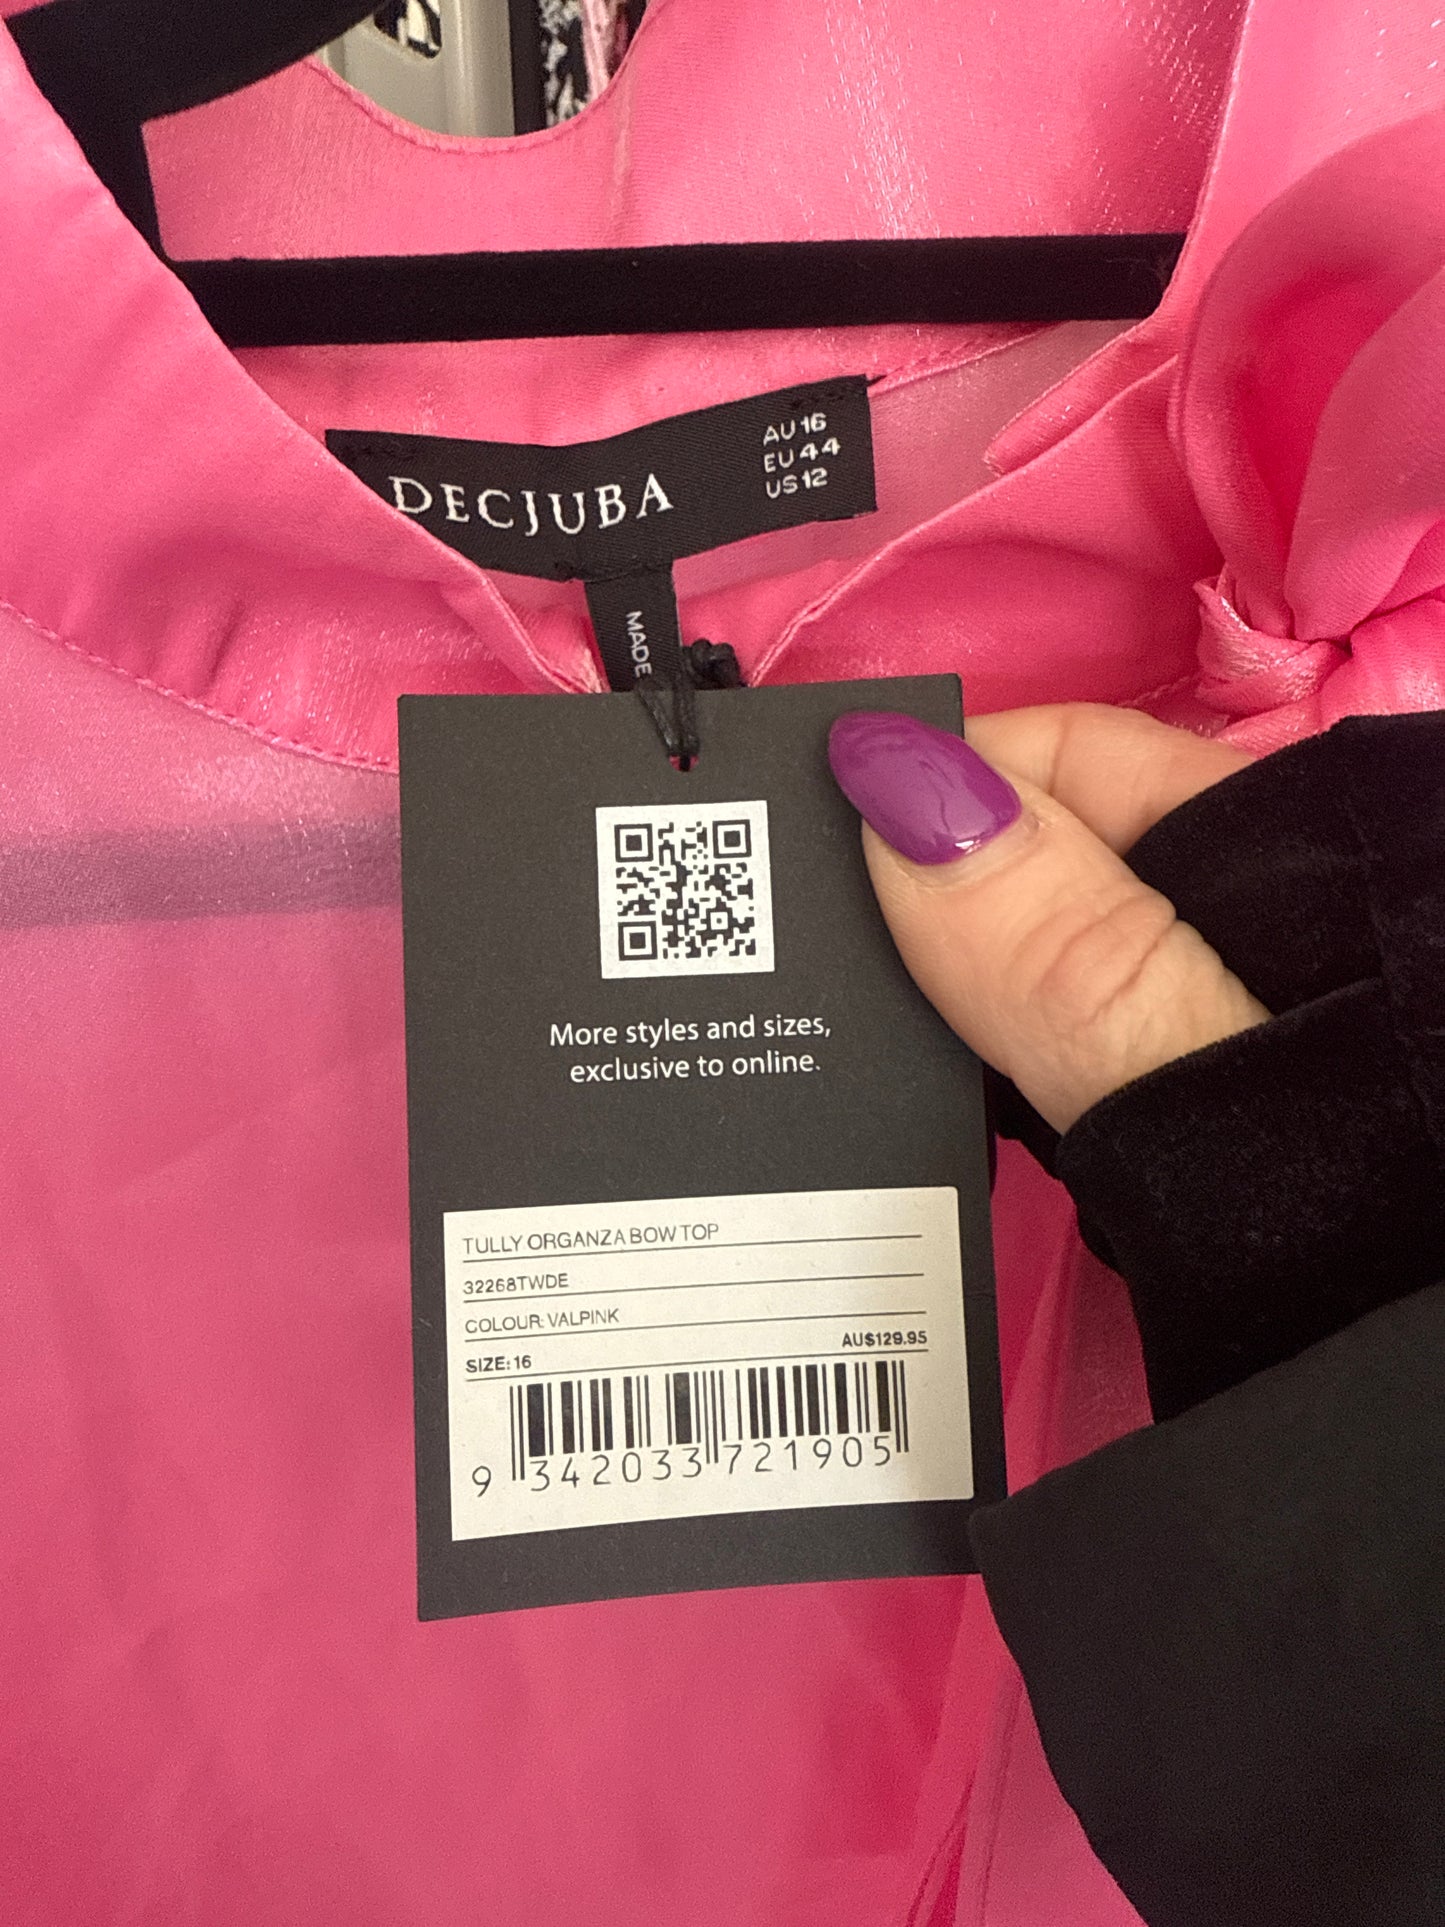 DECJUBA
AU 16
EU 44
US 12
MADE
More styles and sizes,
exclusive to online.
TULLY ORGANZA BOW TOP
32268TWDE
COLOUR: VALPINK
AU$129.95
SIZE: 16
9 342033 721905